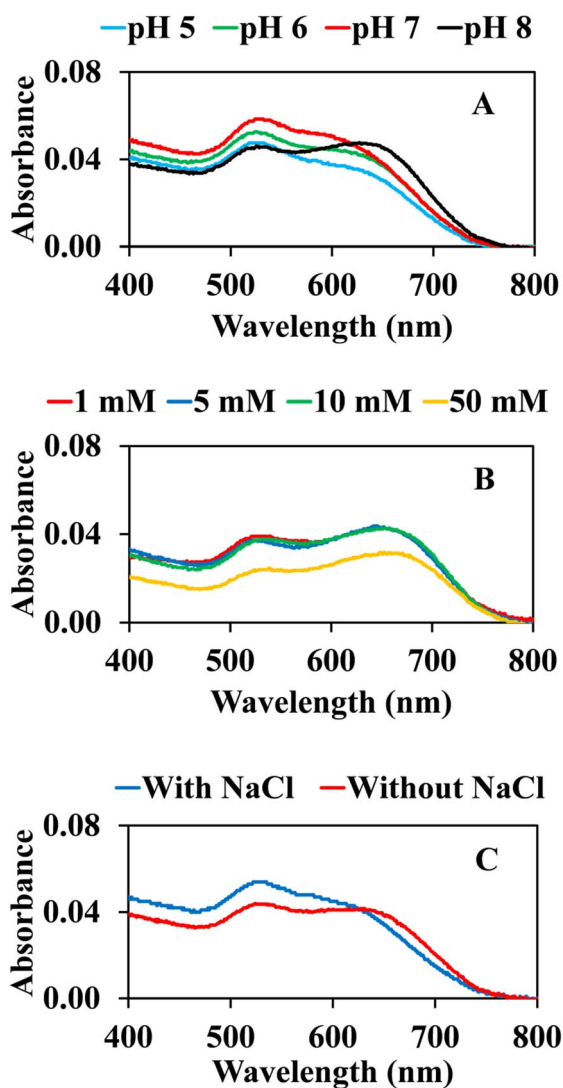 pH 5 pH 6 pH 7 pH 8
0.08
A
0.04
0.00
400 500 600 700 800
Absorbance
Wavelength (nm)
1 mM 5 mM 10 mM 50 mM
0.08
B
0.04
0.00
400 500 600 700 800
Absorbance
Wavelength (nm)
With NaCl Without NaCl
0.08
C
0.04
0.00
400 500 600 700 800
Absorbance
Wavelength (nm)